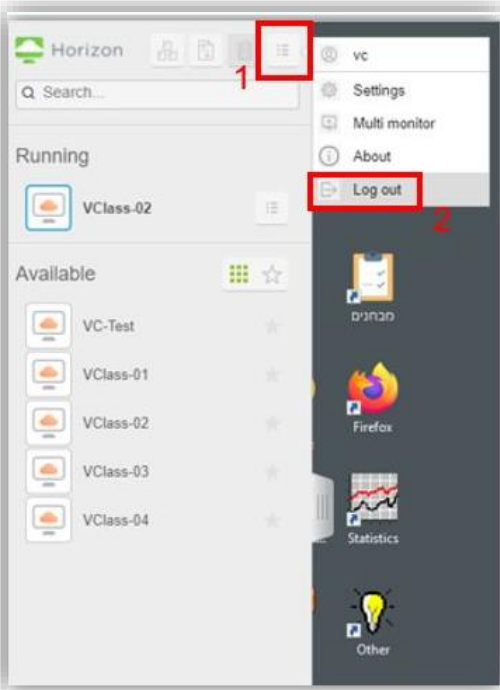 Horizon
1
vc
Search...
Settings
Multi monitor
Running
About
VClass-02
Log out
2
Available
VC-Test
VClass-01
VClass-02
VClass-03
VClass-04
מבחנים
Firefox
Statistics
Other